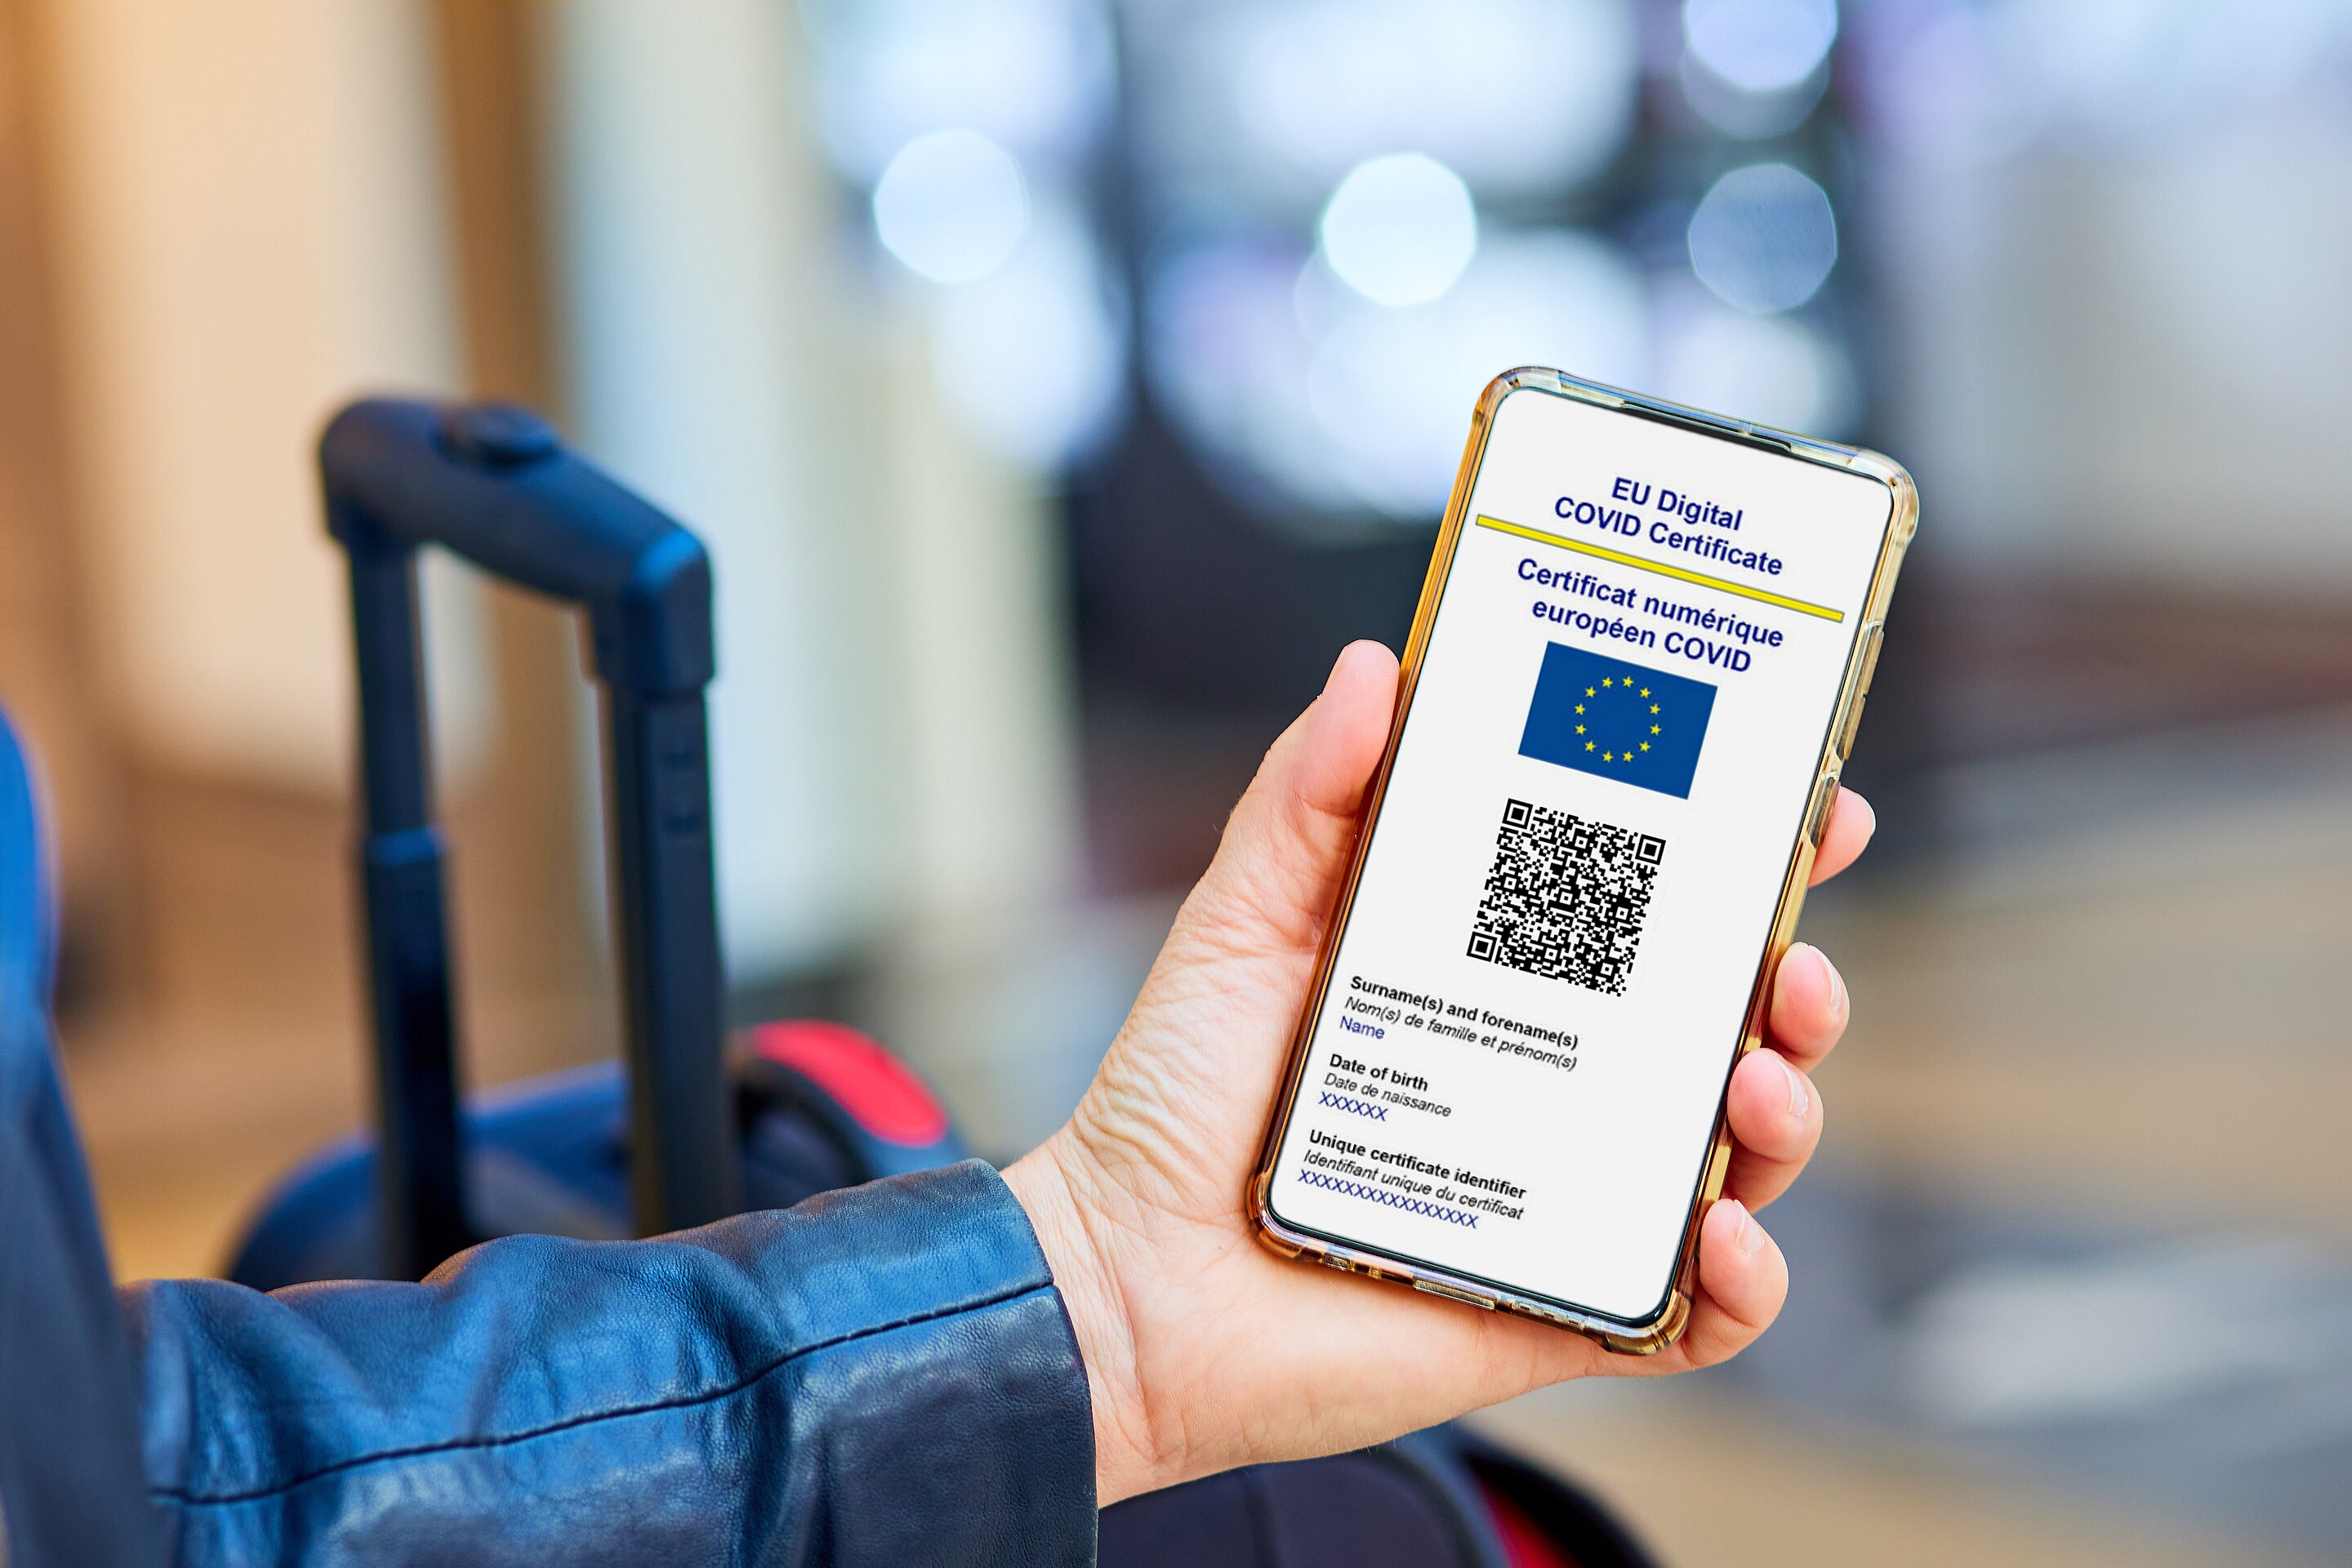 EU Digital
COVID Certificate
Certificat numérique
européen COVID
Surname(s) and forename(s)
Nom(s) de famille et prénom(s)
Name
Date of birth
Date de naissance
XXXXXX
Unique certificate identifier
Identifiant unique du certificat
XXXXXXXXXXXXXXXX